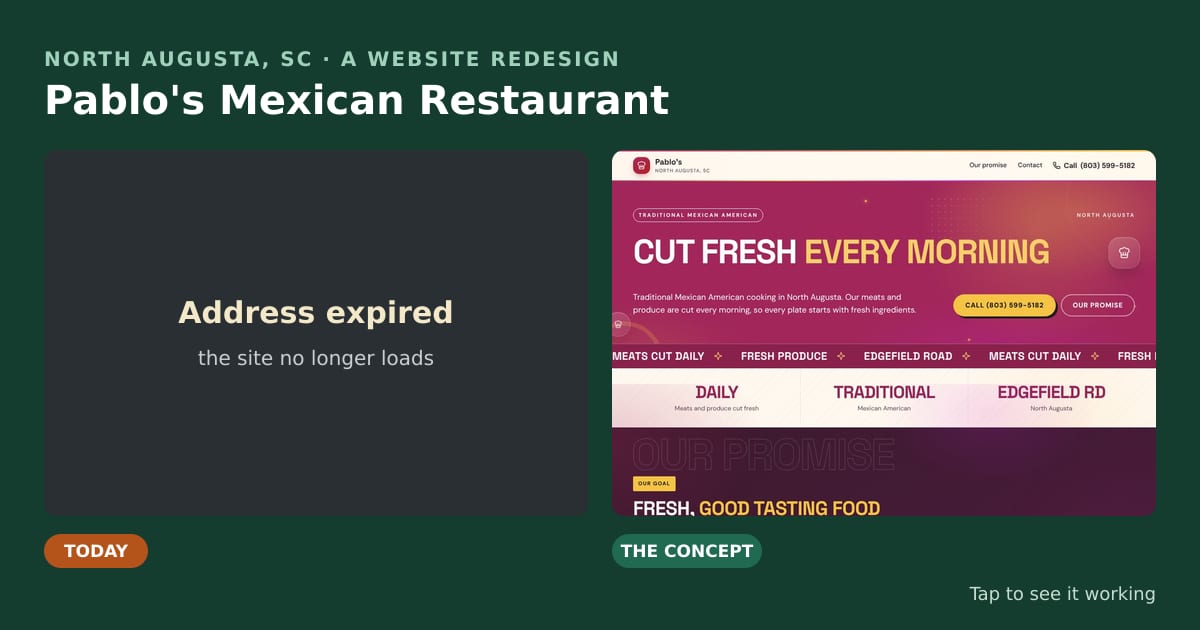 NORTH AUGUSTA, SC · A WEBSITE REDESIGN
Pablo's Mexican Restaurant
Address expired
the site no longer loads
TODAY
Pablo's
NORTH AUGUSTA, SC
Our promise
Contact
Call (803) 599-5182
TRADITIONAL MEXICAN AMERICAN
NORTH AUGUSTA
CUT FRESH EVERY MORNING
Traditional Mexican American cooking in North Augusta. Our meats and
produce are cut every morning, so every plate starts with fresh ingredients.
CALL (803) 599-5182
OUR PROMISE
MEATS CUT DAILY
FRESH PRODUCE
EDGEFIELD ROAD
MEATS CUT DAILY
FRESH
DAILY
Meats and produce cut fresh
TRADITIONAL
Mexican American
EDGEFIELD RD
North Augusta
OUR PROMISE
OUR GOAL
FRESH, GOOD TASTING FOOD
THE CONCEPT
Tap to see it working